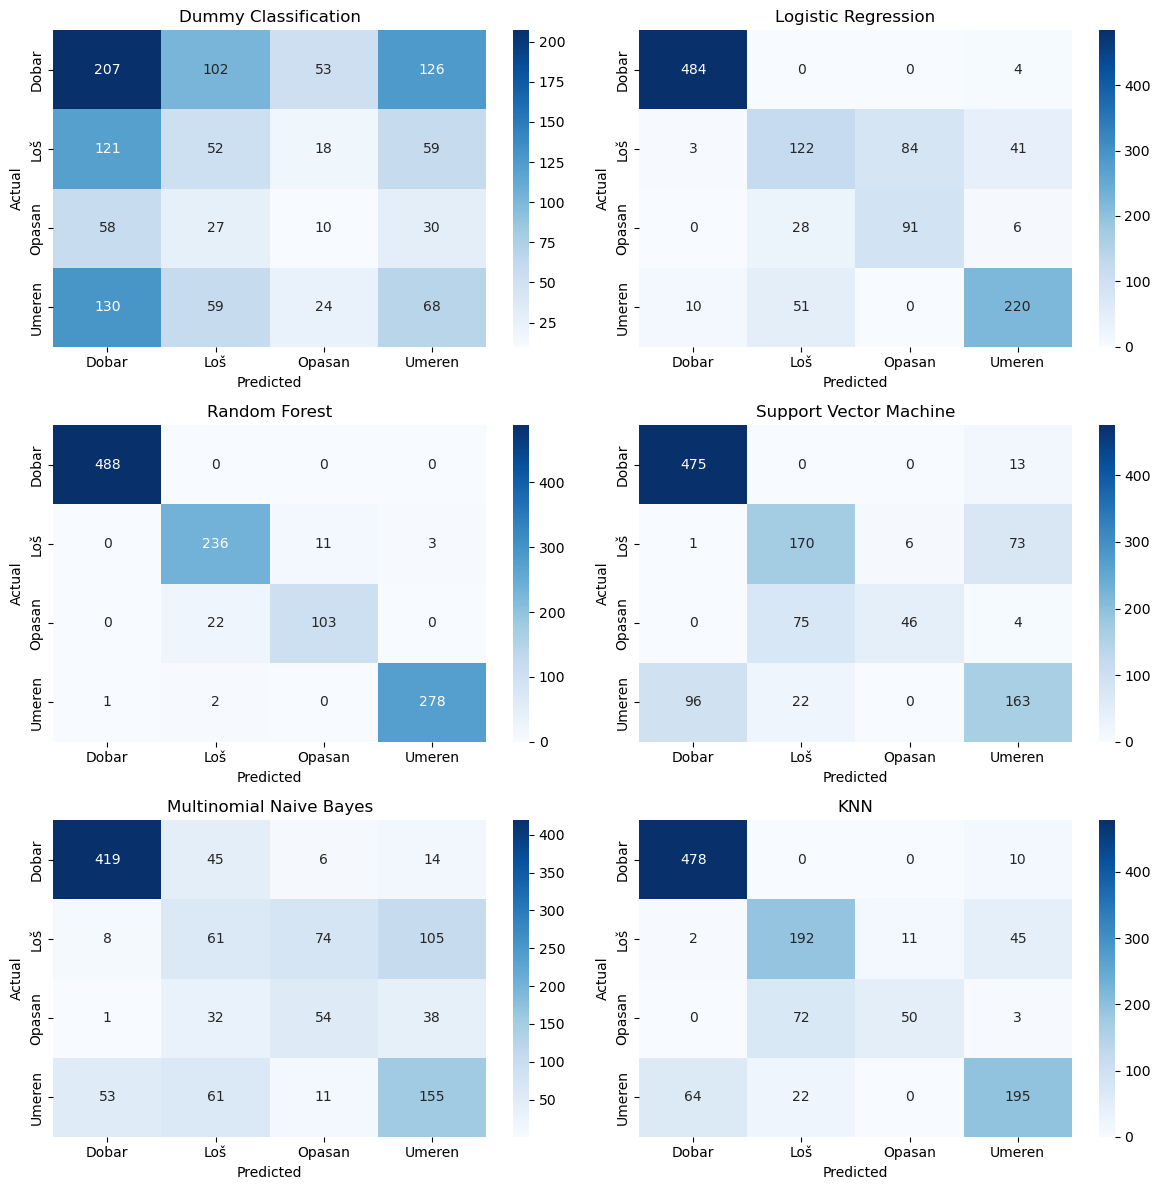 Dummy Classification
Actual
Dobar
Loš
Opasan
Umeren
207 102 53 126
121 52 18 59
58 27 10 30
130 59 24 68
Dobar Loš Opasan Umeren
Predicted
200
175
150
125
100
75
50
25
Logistic Regression
Actual
Dobar
Loš
Opasan
Umeren
484 0 0 4
3 122 84 41
0 28 91 6
10 51 0 220
Dobar Loš Opasan Umeren
Predicted
400
300
200
100
0
Random Forest
Actual
Dobar
Loš
Opasan
Umeren
488 0 0 0
0 236 11 3
0 22 103 0
1 2 0 278
Dobar Loš Opasan Umeren
Predicted
400
300
200
100
0
Support Vector Machine
Actual
Dobar
Loš
Opasan
Umeren
475 0 0 13
1 170 6 73
0 75 46 4
96 22 0 163
Dobar Loš Opasan Umeren
Predicted
400
300
200
100
0
Multinomial Naive Bayes
Actual
Dobar
Loš
Opasan
Umeren
419 45 6 14
8 61 74 105
1 32 54 38
53 61 11 155
Dobar Loš Opasan Umeren
Predicted
400
350
300
250
200
150
100
50
KNN
Actual
Dobar
Loš
Opasan
Umeren
478 0 0 10
2 192 11 45
0 72 50 3
64 22 0 195
Dobar Loš Opasan Umeren
Predicted
400
300
200
100
0